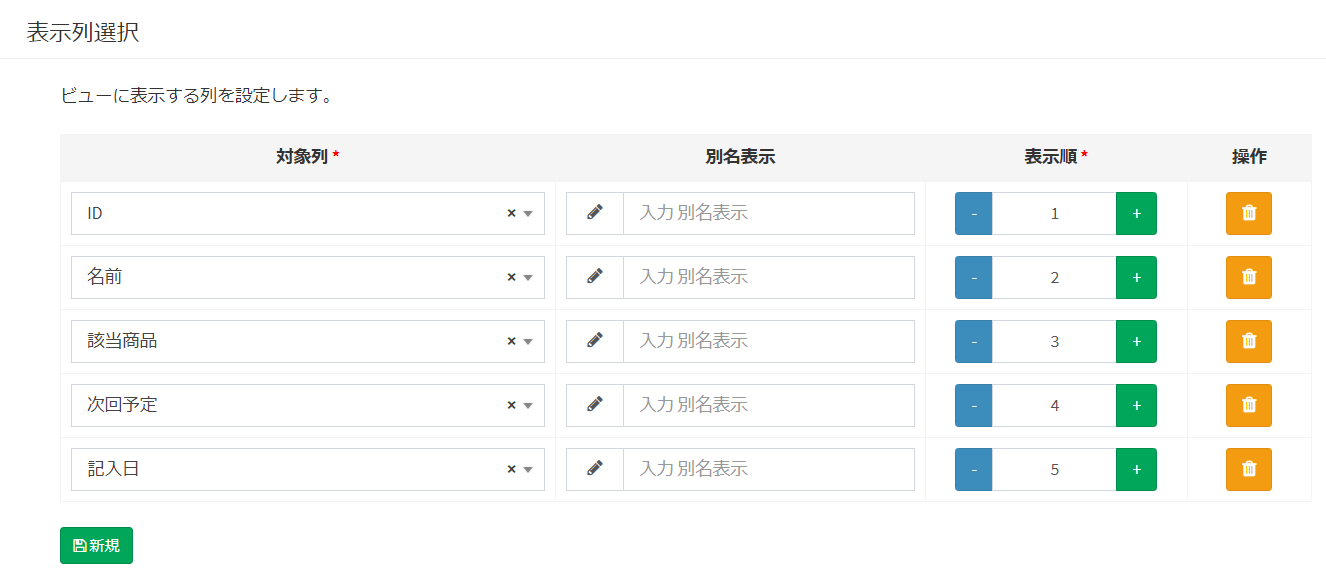 表示列選択
ビューに表示する列を設定します。
対象列 * 別名表示 表示順 * 操作
ID × 入力 別名表示 - 1 +
名前 × 入力 別名表示 - 2 +
該当商品 × 入力 別名表示 - 3 +
次回予定 × 入力 別名表示 - 4 +
記入日 × 入力 別名表示 - 5 +
新規